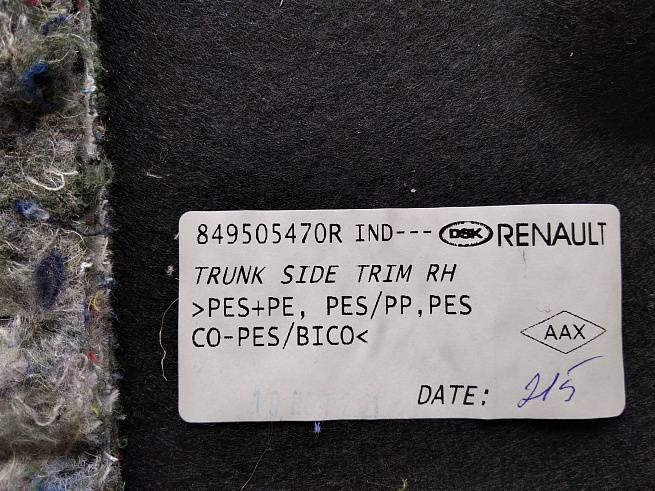 849505470R IND--- DSK RENAULT
TRUNK SIDE TRIM RH
>PES+PE, PES/PP,PES
CO-PES/BICO<
AAX
DATE: 215